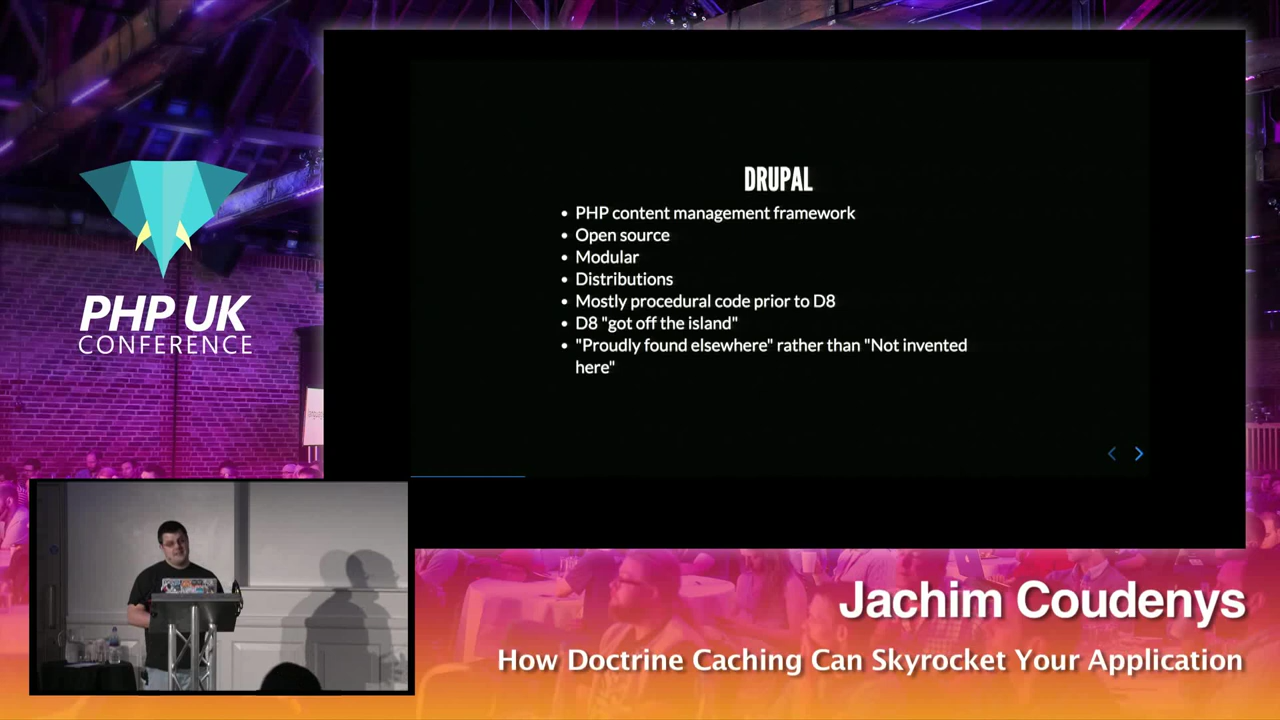 DRUPAL
• PHP content management framework
• Open source
• Modular
• Distributions
• Mostly procedural code prior to D8
• D8 "got off the island"
• "Proudly found elsewhere" rather than "Not invented
here"
PHP UK
CONFERENCE
Jachim Coudenys
How Doctrine Caching Can Skyrocket Your Application